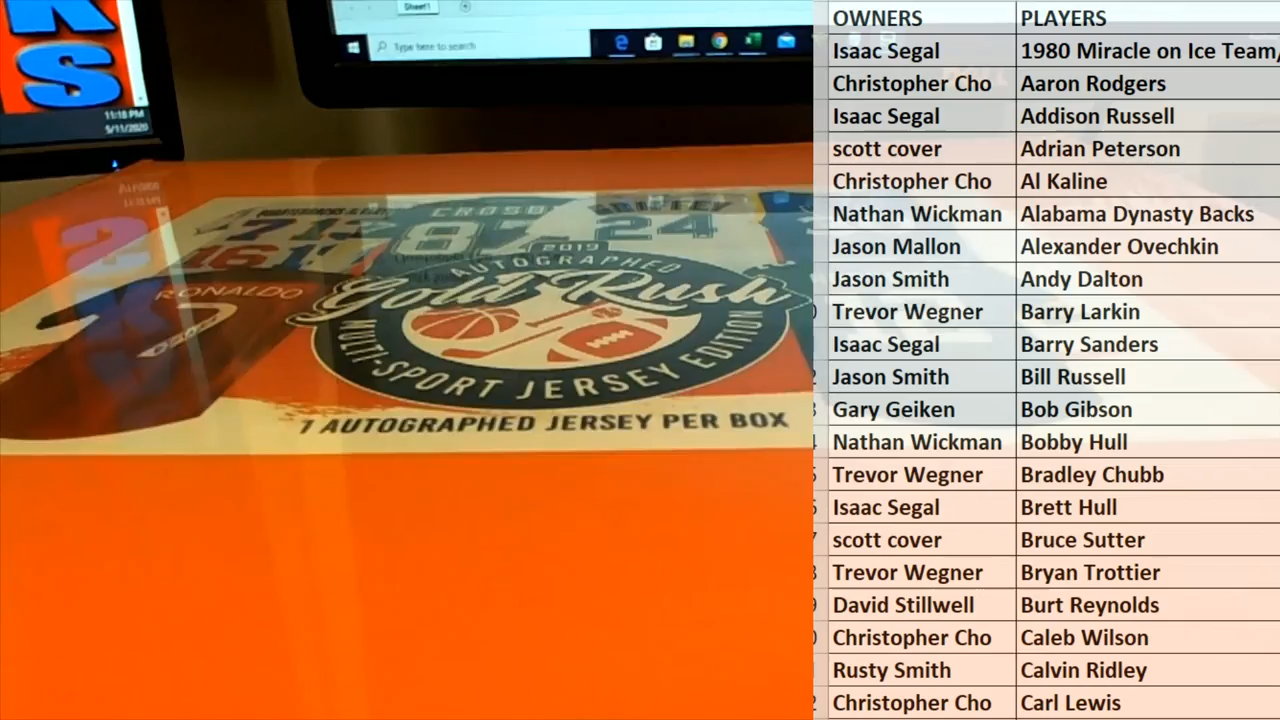 KS
11:18 PM
5/11/2020
Sheet1
Type here to search
CROSB
87
24
16
RONALDO
2019
AUTOGRAPHED
Gold Rush
MULTI-SPORT JERSEY EDITION
1 AUTOGRAPHED JERSEY PER BOX
OWNERS PLAYERS
Isaac Segal 1980 Miracle on Ice Team/
Christopher Cho Aaron Rodgers
Isaac Segal Addison Russell
scott cover Adrian Peterson
Christopher Cho Al Kaline
Nathan Wickman Alabama Dynasty Backs
Jason Mallon Alexander Ovechkin
Jason Smith Andy Dalton
Trevor Wegner Barry Larkin
Isaac Segal Barry Sanders
Jason Smith Bill Russell
Gary Geiken Bob Gibson
Nathan Wickman Bobby Hull
Trevor Wegner Bradley Chubb
Isaac Segal Brett Hull
scott cover Bruce Sutter
Trevor Wegner Bryan Trottier
David Stillwell Burt Reynolds
Christopher Cho Caleb Wilson
Rusty Smith Calvin Ridley
Christopher Cho Carl Lewis